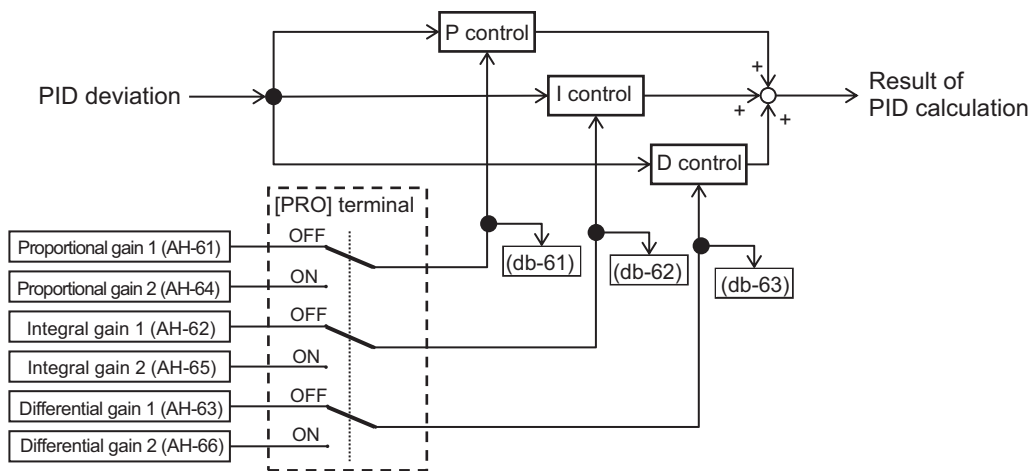 P control
+
PID deviation
I control
+
Result of
PID calculation
+
D control
[PRO] terminal
Proportional gain 1 (AH-61)
OFF
(db-61)
(db-62)
(db-63)
Proportional gain 2 (AH-64)
ON
Integral gain 1 (AH-62)
OFF
Integral gain 2 (AH-65)
ON
Differential gain 1 (AH-63)
OFF
Differential gain 2 (AH-66)
ON